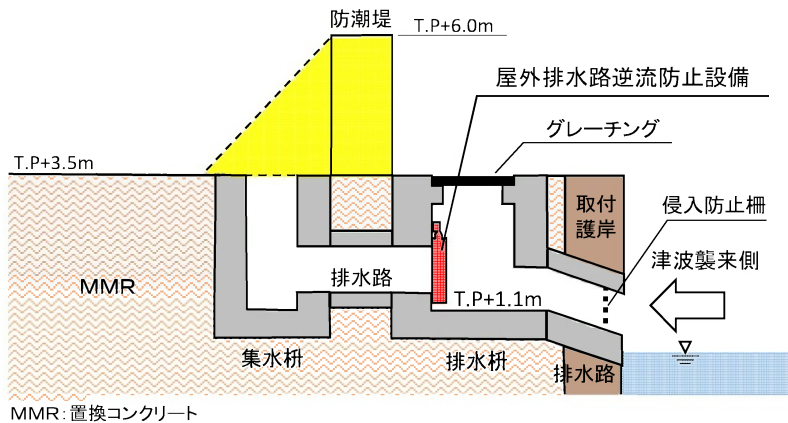 防潮堤
T.P+6.0m
屋外排水路逆流防止設備
グレーチング
T.P+3.5m
取付
護岸
侵入防止柵
津波襲来側
MMR
排水路
T.P+1.1m
集水枡
排水枡
排水路
MMR：置換コンクリート